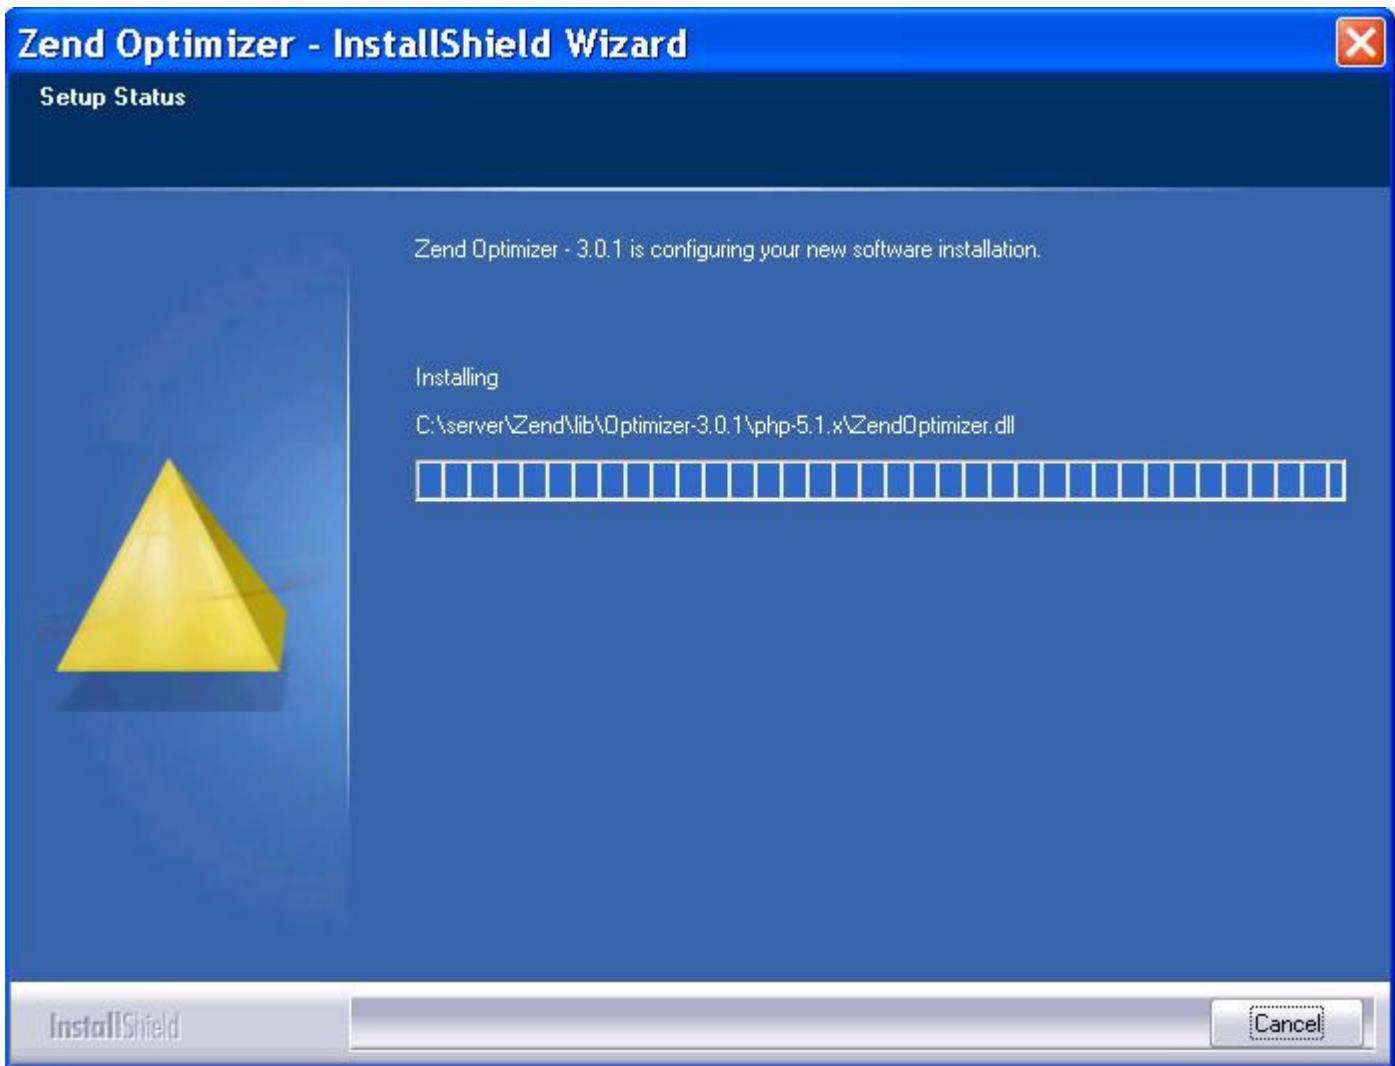 Zend Optimizer - InstallShield Wizard
Setup Status
Zend Optimizer - 3.0.1 is configuring your new software installation.
Installing
C:\server\Zend\lib\Optimizer-3.0.1\php-5.1.x\ZendOptimizer.dll
InstallShield
Cancel